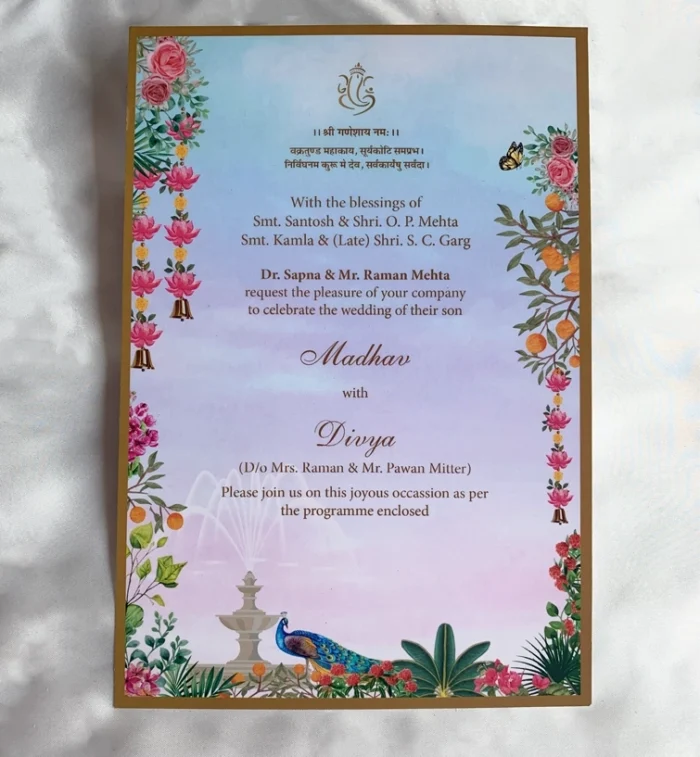 ।। श्री गणेशाय नमः।।
वक्रतुण्ड महाकाय, सूर्यकोटि समप्रभ।
निर्विघनम कुरू मं देव, सर्वकार्येषु सर्वदा।
With the blessings of
Smt. Santosh & Shri. O. P. Mehta
Smt. Kamla & (Late) Shri. S. C. Garg
Dr. Sapna & Mr. Raman Mehta
request the pleasure of your company
to celebrate the wedding of their son
Madhav
with
Divya
(D/o Mrs. Raman & Mr. Pawan Mitter)
Please join us on this joyous occassion as per
the programme enclosed